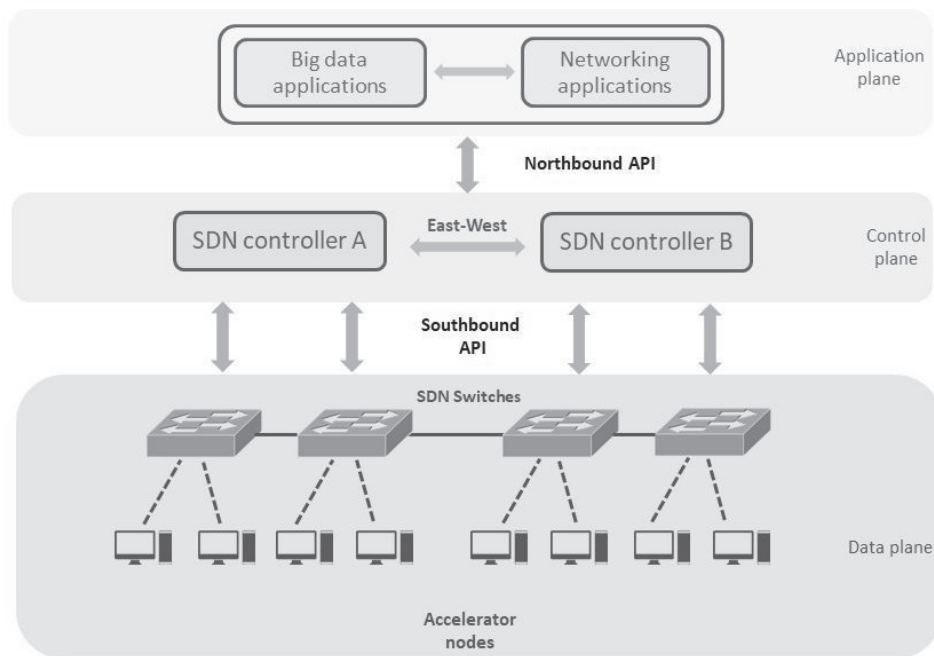 Big data
applications
Networking
applications
Application
plane
Northbound API
SDN controller A
East-West
SDN controller B
Control
plane
Southbound
API
SDN Switches
Data plane
Accelerator
nodes